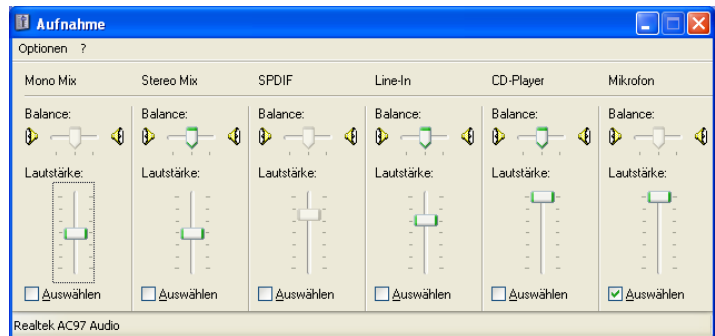 Aufnahme
Optionen ?
Mono Mix Stereo Mix SPDIF Line-In CD-Player Mikrofon
Balance: Balance: Balance: Balance: Balance: Balance:
Lautstärke: Lautstärke: Lautstärke: Lautstärke: Lautstärke: Lautstärke:
Auswählen Auswählen Auswählen Auswählen Auswählen Auswählen
Realtek AC97 Audio